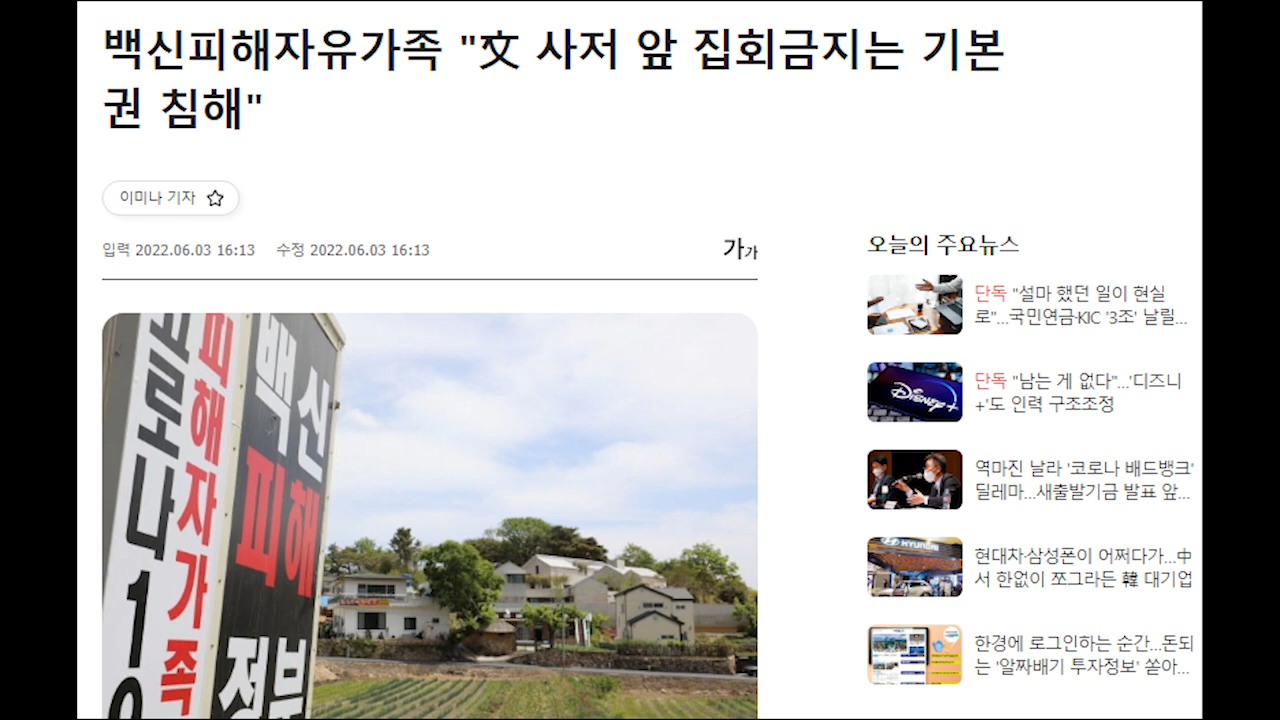 백신피해자유가족 "文 사저 앞 집회금지는 기본
권 침해"
이미나 기자
입력 2022.06.03 16:13 수정 2022.06.03 16:13
가가
코로나19
피해자가족
백신
피해
정부
오늘의 주요뉴스
단독 "설마 했던 일이 현실
로"...국민연금·KIC '3조' 날릴...
DISNEY+
단독 "남는 게 없다"...'디즈니
+'도 인력 구조조정
역마진 날라 '코로나 배드뱅크'
딜레마...새출발기금 발표 앞...
HYUNDAI
현대차·삼성폰이 어쩌다가...中
서 한없이 쪼그라든 韓 대기업
한경에 로그인하는 순간...돈되
는 '알짜배기 투자정보' 쏟아...